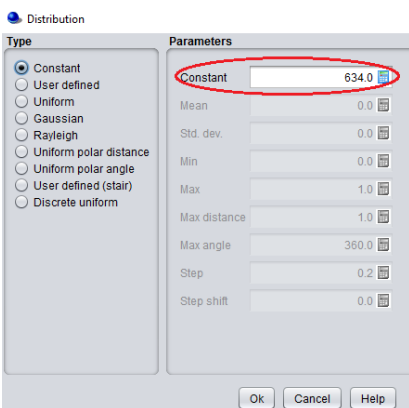 Distribution
Type
Constant
User defined
Uniform
Gaussian
Rayleigh
Uniform polar distance
Uniform polar angle
User defined (stair)
Discrete uniform
Parameters
Constant 634.0
Mean 0.0
Std. dev. 0.0
Min 0.0
Max 1.0
Max distance 1.0
Max angle 360.0
Step 0.2
Step shift 0.0
Ok Cancel Help